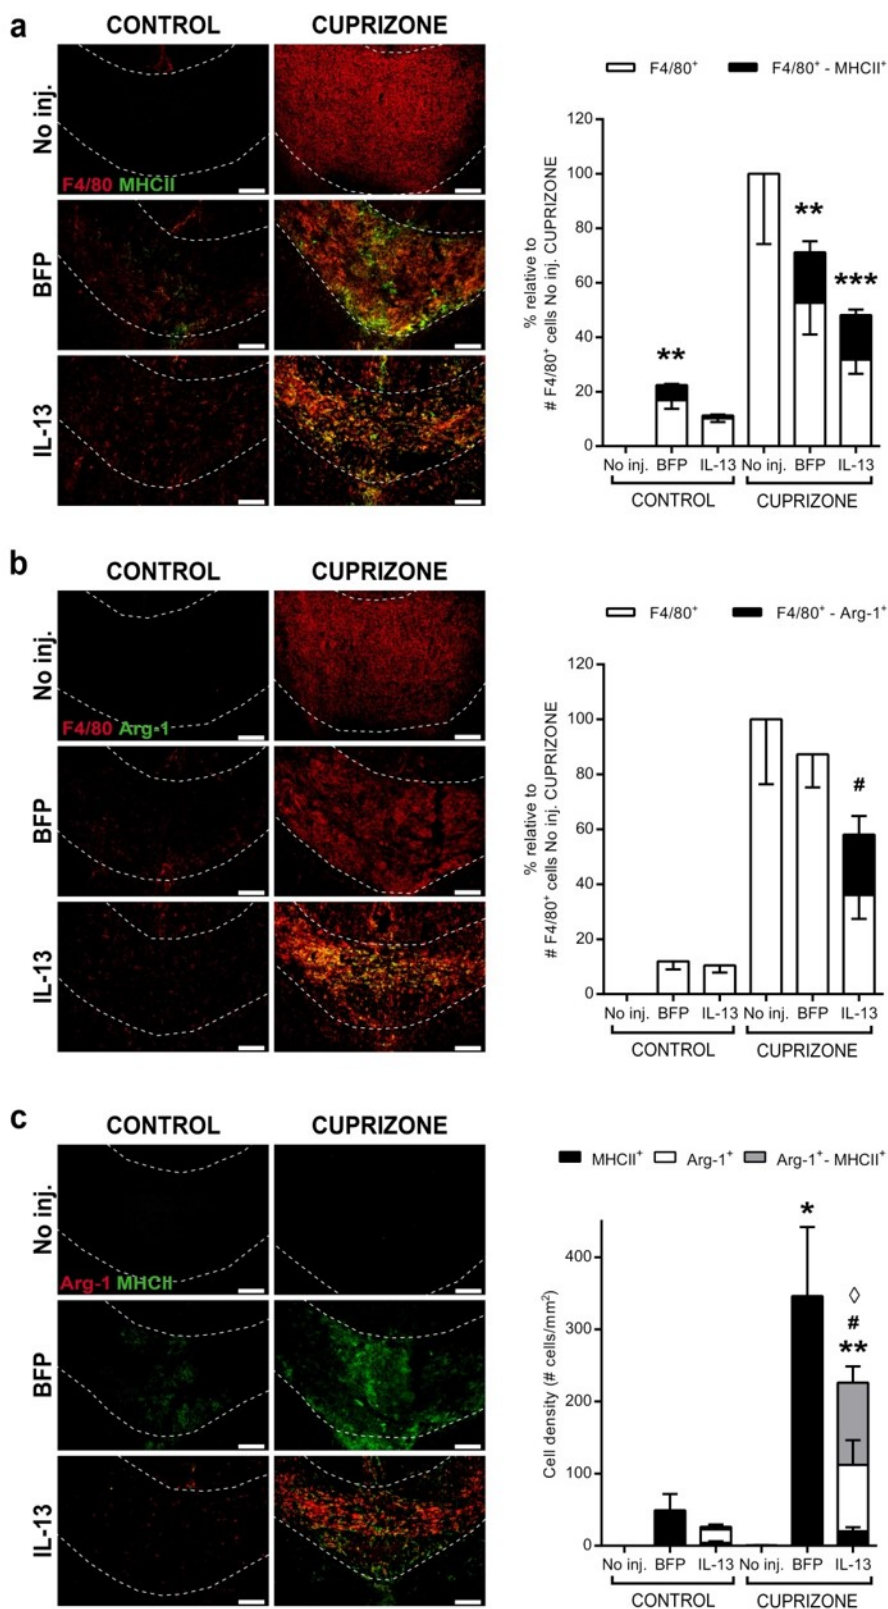 a
CONTROL CUPRIZONE
No inj.
F4/80 MHCII
BFP
IL-13
F4/80⁺ F4/80⁺ - MHCII⁺
% relative to
# F4/80⁺ cells No inj. CUPRIZONE
120
100
80
60
40
20
0
**
**
***
No inj. BFP IL-13 No inj. BFP IL-13
CONTROL CUPRIZONE
b
CONTROL CUPRIZONE
No inj.
F4/80 Arg-1
BFP
IL-13
F4/80⁺ F4/80⁺ - Arg-1⁺
% relative to
# F4/80⁺ cells No inj. CUPRIZONE
120
100
80
60
40
20
0
#
No inj. BFP IL-13 No inj. BFP IL-13
CONTROL CUPRIZONE
c
CONTROL CUPRIZONE
No inj.
Arg-1 MHCII
BFP
IL-13
MHCII⁺ Arg-1⁺ Arg-1⁺- MHCII⁺
Cell density (# cells/mm²)
400
300
200
100
0
*
◊
#
**
No inj. BFP IL-13 No inj. BFP IL-13
CONTROL CUPRIZONE